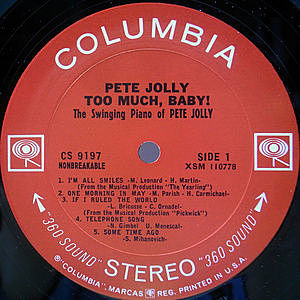 COLUMBIA
PETE JOLLY
TOO MUCH, BABY!
The Swinging Piano of PETE JOLLY
CS 9197
NONBREAKABLE
SIDE 1
XSM 110778
1. I'M ALL SMILES -M. Leonard - H. Martin-
(From the Musical Production "The Yearling")
2. ONE MORNING IN MAY -M. Parish - H. Carmichael-
3. IF I RULED THE WORLD
-L. Bricusse - C. Ornadel-
(From the Musical Production "Pickwick")
4. TELEPHONE SONG
-N. Gimbel - U. Menescal-
5. SOME TIME AGO
-S. Mihanovich-
"360 SOUND" STEREO "360 SOUND"
® "COLUMBIA", MARCAS REG. PRINTED IN U.S.A.